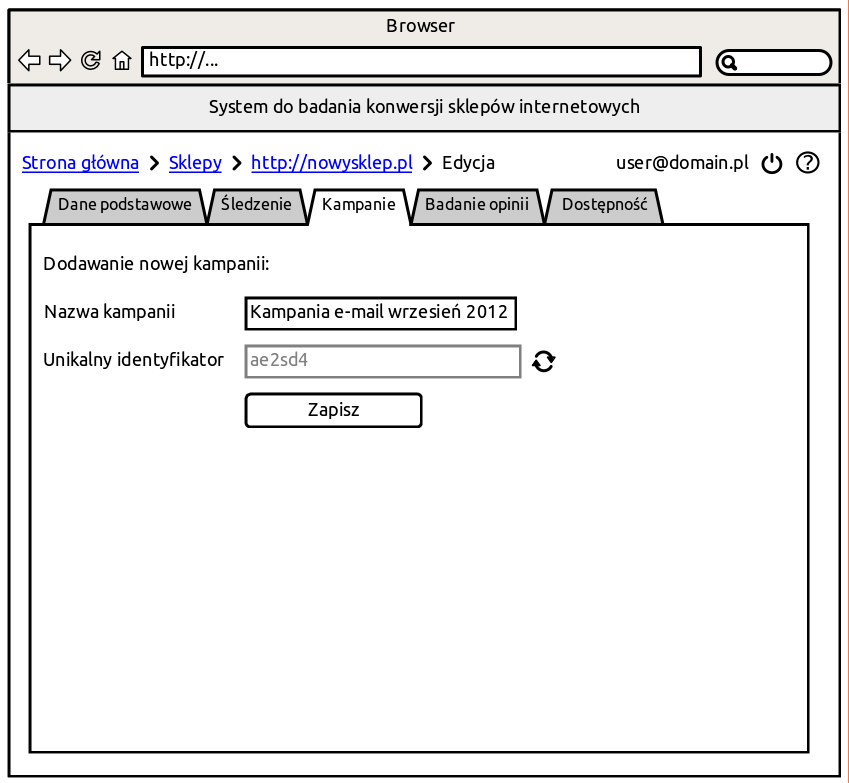 Browser
http://...
System do badania konwersji sklepów internetowych
Strona główna Sklepy http://nowysklep.pl Edycja user@domain.pl
Dane podstawowe Śledzenie Kampanie Badanie opinii Dostępność
Dodawanie nowej kampanii:
Nazwa kampanii Kampania e-mail wrzesień 2012
Unikalny identyfikator ae2sd4
Zapisz